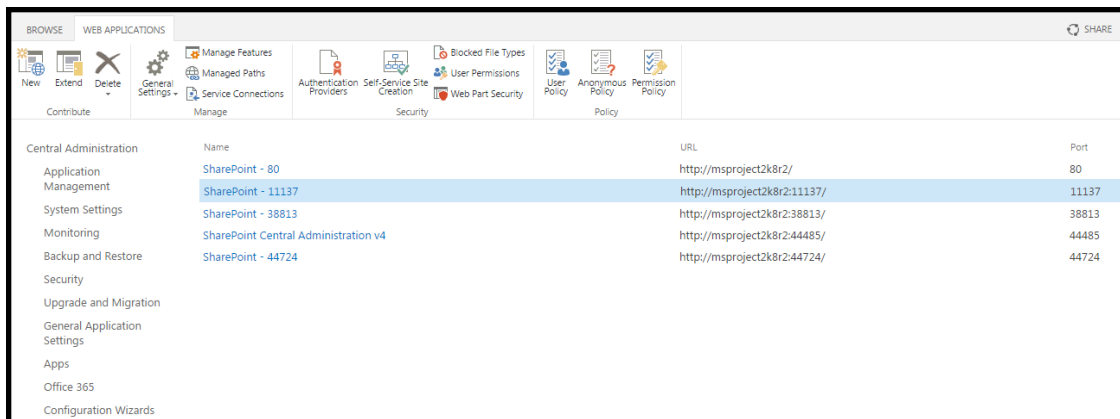 BROWSE WEB APPLICATIONS SHARE
New Extend Delete
Contribute
General Settings
Manage Features
Managed Paths
Service Connections
Manage
Authentication Providers
Self-Service Site Creation
Blocked File Types
User Permissions
Web Part Security
Security
User Policy
Anonymous Policy
Permission Policy
Policy
Central Administration
Application
Management
System Settings
Monitoring
Backup and Restore
Security
Upgrade and Migration
General Application
Settings
Apps
Office 365
Configuration Wizards
Name URL Port
SharePoint - 80 http://msproject2k8r2/ 80
SharePoint - 11137 http://msproject2k8r2:11137/ 11137
SharePoint - 38813 http://msproject2k8r2:38813/ 38813
SharePoint Central Administration v4 http://msproject2k8r2:44485/ 44485
SharePoint - 44724 http://msproject2k8r2:44724/ 44724